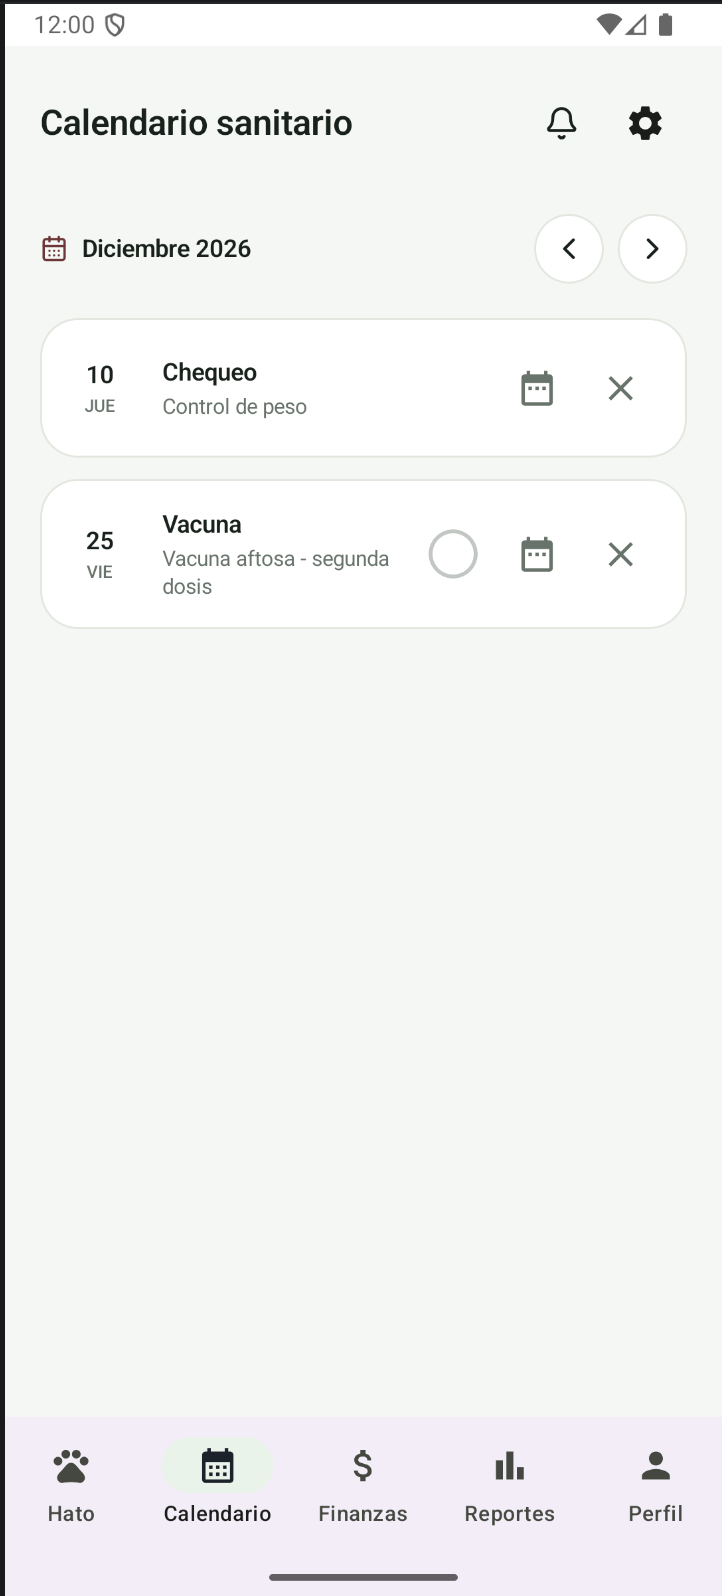 12:00
Calendario sanitario
Diciembre 2026
10
JUE
Chequeo
Control de peso
25
VIE
Vacuna
Vacuna aftosa - segunda
dosis
Hato
Calendario
Finanzas
Reportes
Perfil